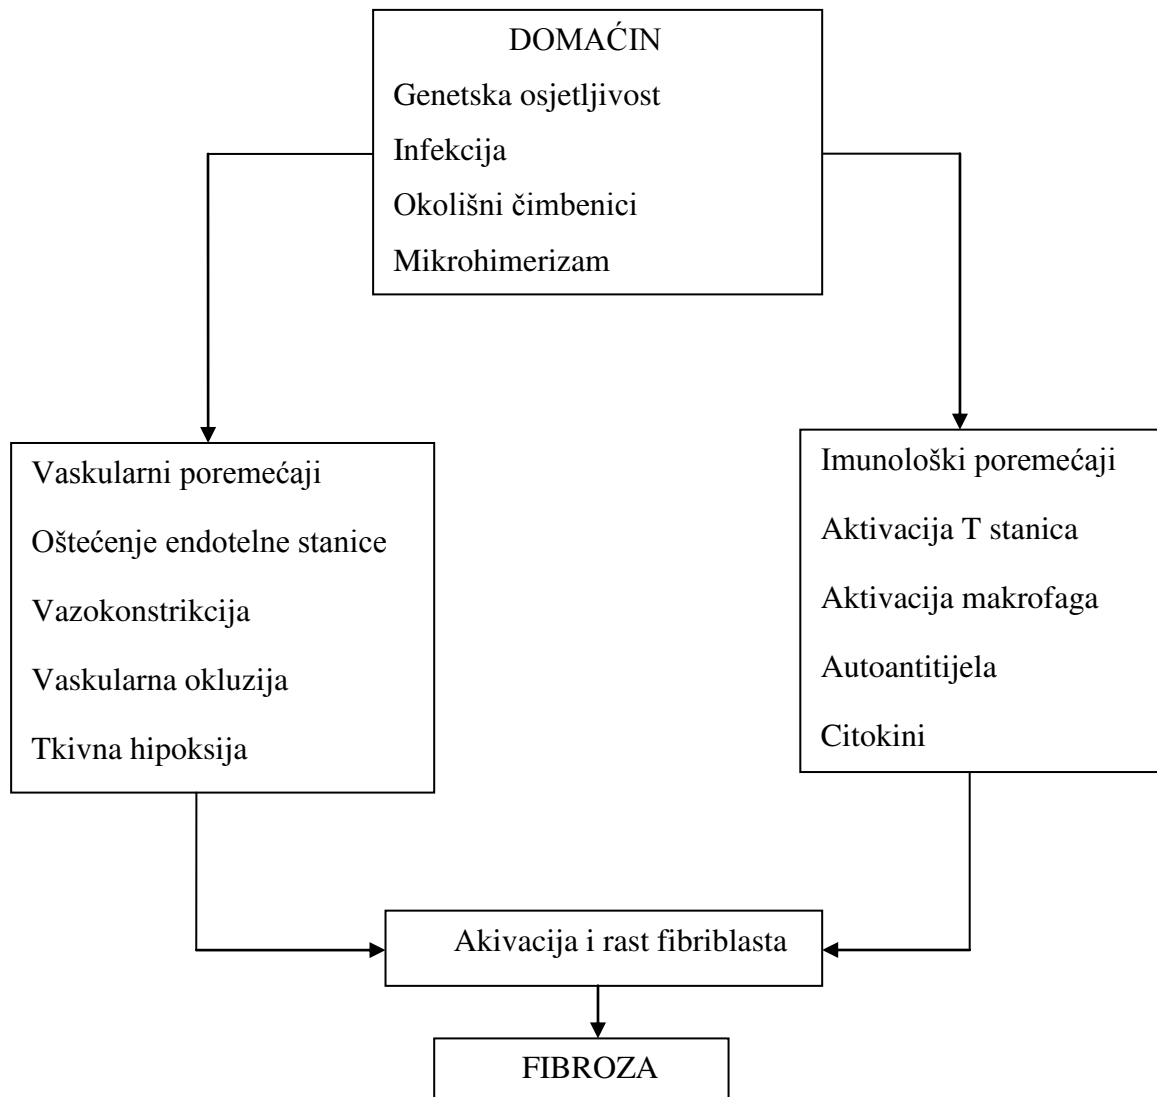 DOMAĆIN
Genetska osjetljivost
Infekcija
Okolišni čimbenici
Mikrohimerizam
Vaskularni poremećaji
Oštećenje endotelne stanice
Vazokonstrikcija
Vaskularna okluzija
Tkivna hipoksija
Imunološki poremećaji
Aktivacija T stanica
Aktivacija makrofaga
Autoantitijela
Citokini
Akivacija i rast fibriblasta
FIBROZA